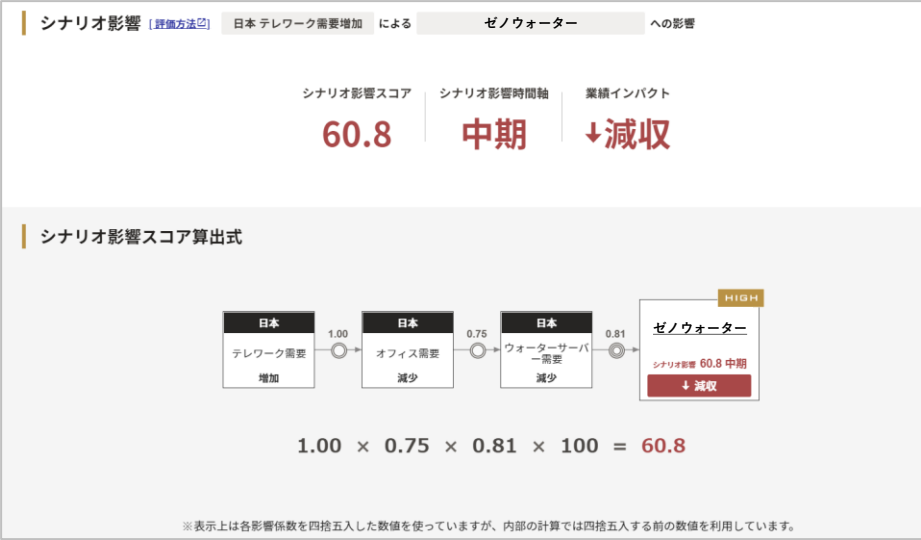 シナリオ影響 [評価方法] 日本 テレワーク需要増加 による ゼノウォーター への影響
シナリオ影響スコア シナリオ影響時間軸 業績インパクト
60.8 中期 ↓減収
シナリオ影響スコア算出式
HIGH
日本 1.00 日本 0.75 日本 0.81 ゼノウォーター
テレワーク需要 オフィス需要 ウォーターサーバ
ー需要
シナリオ影響 60.8 中期
増加 減少 減少 ↓ 減収
1.00 × 0.75 × 0.81 × 100 = 60.8
※表示上は各影響係数を四捨五入した数値を使っていますが、内部の計算では四捨五入する前の数値を利用しています。